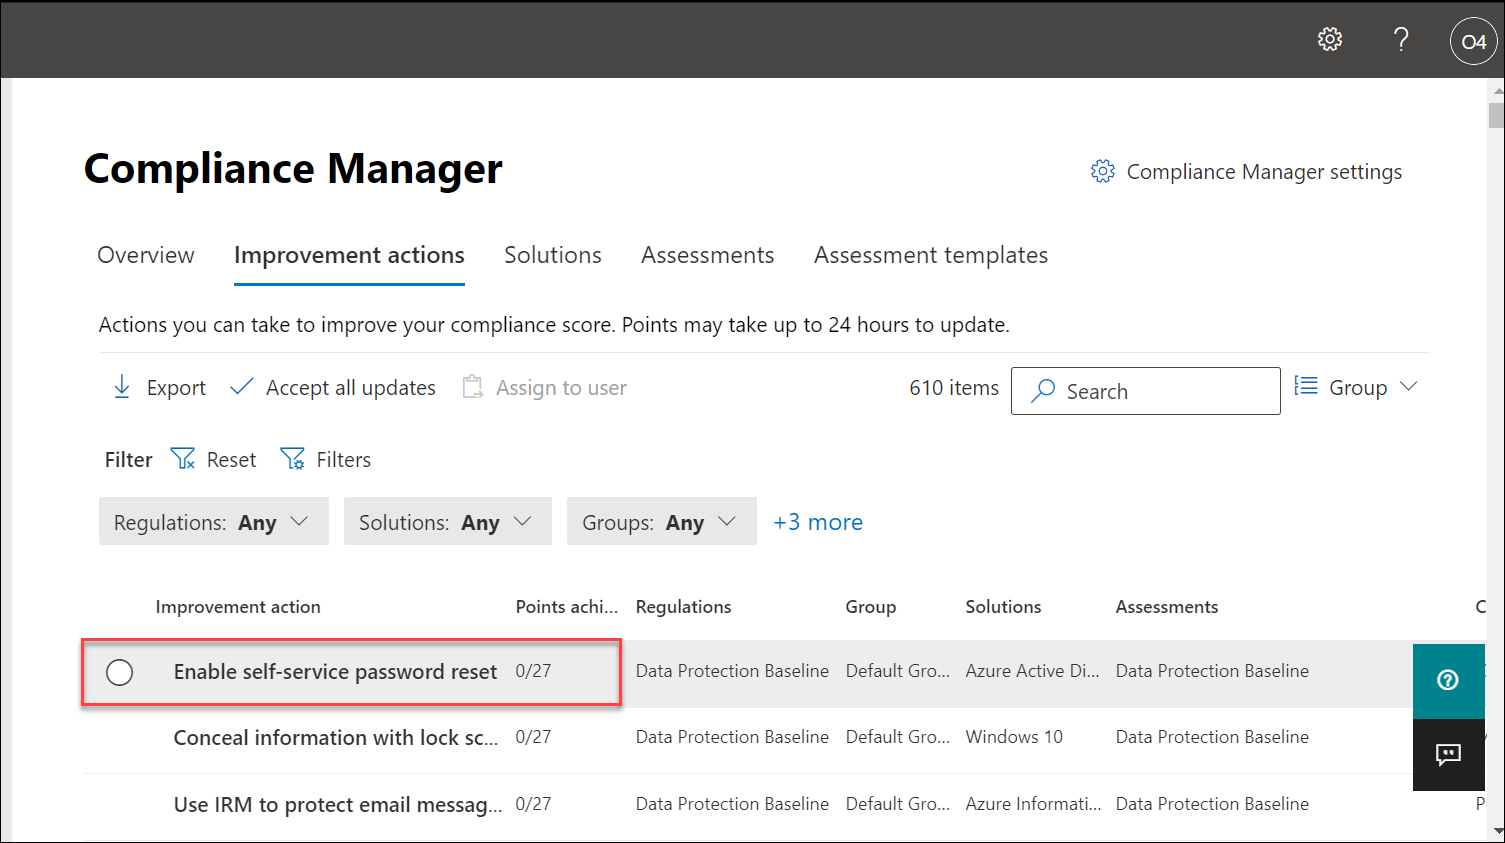 O4
Compliance Manager
Compliance Manager settings
Overview Improvement actions Solutions Assessments Assessment templates
Actions you can take to improve your compliance score. Points may take up to 24 hours to update.
Export Accept all updates Assign to user 610 items Search Group
Filter Reset Filters
Regulations: Any Solutions: Any Groups: Any +3 more
Improvement action Points achi... Regulations Group Solutions Assessments C
Enable self-service password reset 0/27 Data Protection Baseline Default Gro... Azure Active Di... Data Protection Baseline
Conceal information with lock sc... 0/27 Data Protection Baseline Default Gro... Windows 10 Data Protection Baseline
Use IRM to protect email messag... 0/27 Data Protection Baseline Default Gro... Azure Informati... Data Protection Baseline P